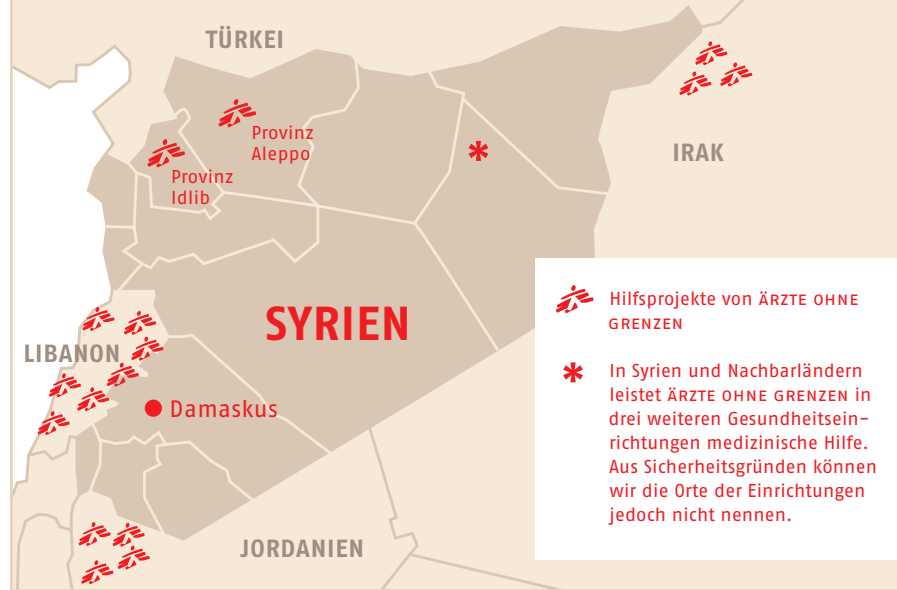 TÜRKEI
Provinz
Aleppo
Provinz
Idlib
IRAK
SYRIEN
LIBANON
Damaskus
JORDANIEN
Hilfsprojekte von ÄRZTE OHNE
GRENZEN
* In Syrien und Nachbarländern
leistet ÄRZTE OHNE GRENZEN in
drei weiteren Gesundheitsein-
richtungen medizinische Hilfe.
Aus Sicherheitsgründen können
wir die Orte der Einrichtungen
jedoch nicht nennen.